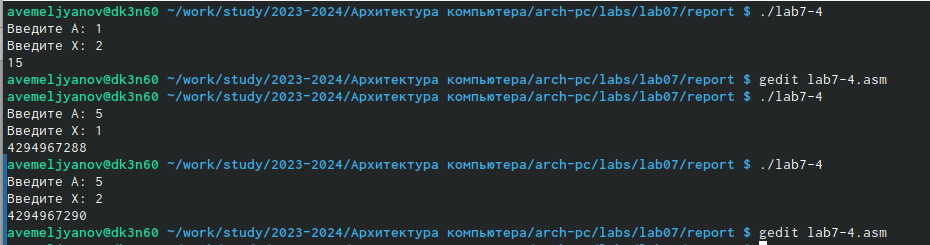 avemeljyanov@dk3n60 ~/work/study/2023-2024/Архитектура компьютера/arch-pc/labs/lab07/report $ ./lab7-4
Введите A: 1
Введите X: 2
15
avemeljyanov@dk3n60 ~/work/study/2023-2024/Архитектура компьютера/arch-pc/labs/lab07/report $ gedit lab7-4.asm
avemeljyanov@dk3n60 ~/work/study/2023-2024/Архитектура компьютера/arch-pc/labs/lab07/report $ ./lab7-4
Введите A: 5
Введите X: 1
4294967288
avemeljyanov@dk3n60 ~/work/study/2023-2024/Архитектура компьютера/arch-pc/labs/lab07/report $ ./lab7-4
Введите A: 5
Введите X: 2
4294967290
avemeljyanov@dk3n60 ~/work/study/2023-2024/Архитектура компьютера/arch-pc/labs/lab07/report $ gedit lab7-4.asm